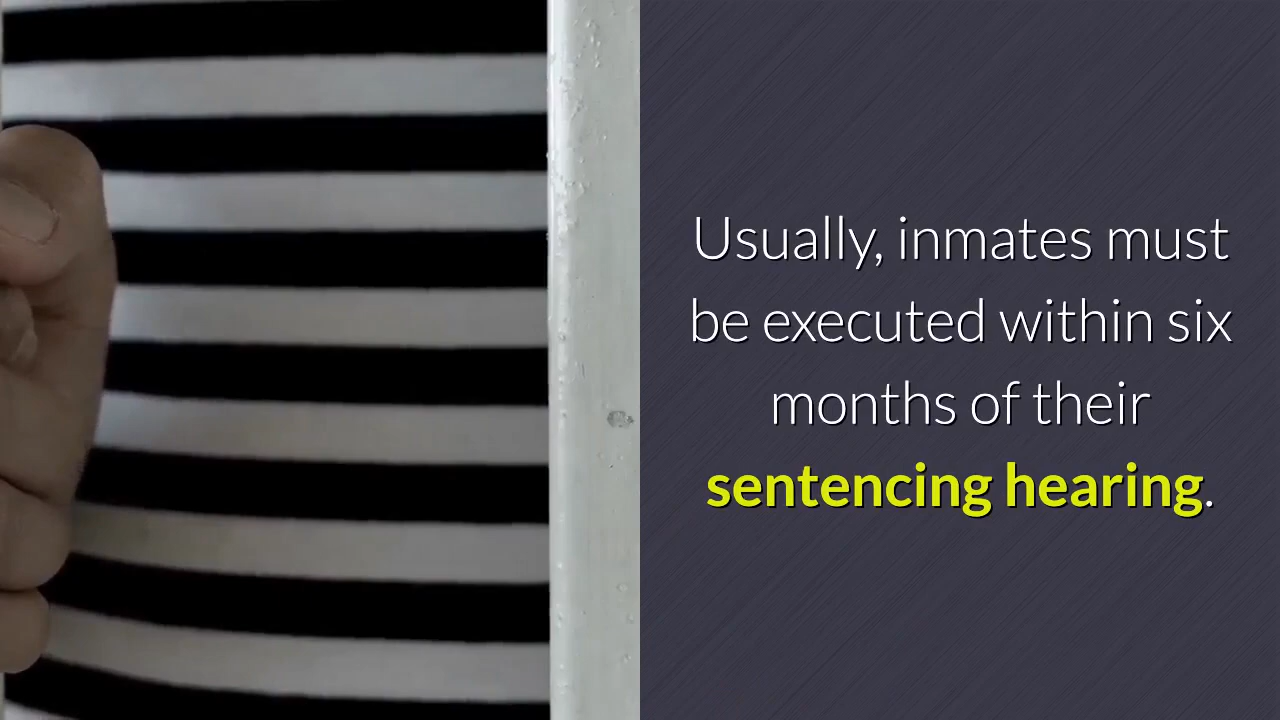 Usually, inmates must
be executed within six
months of their
sentencing hearing.